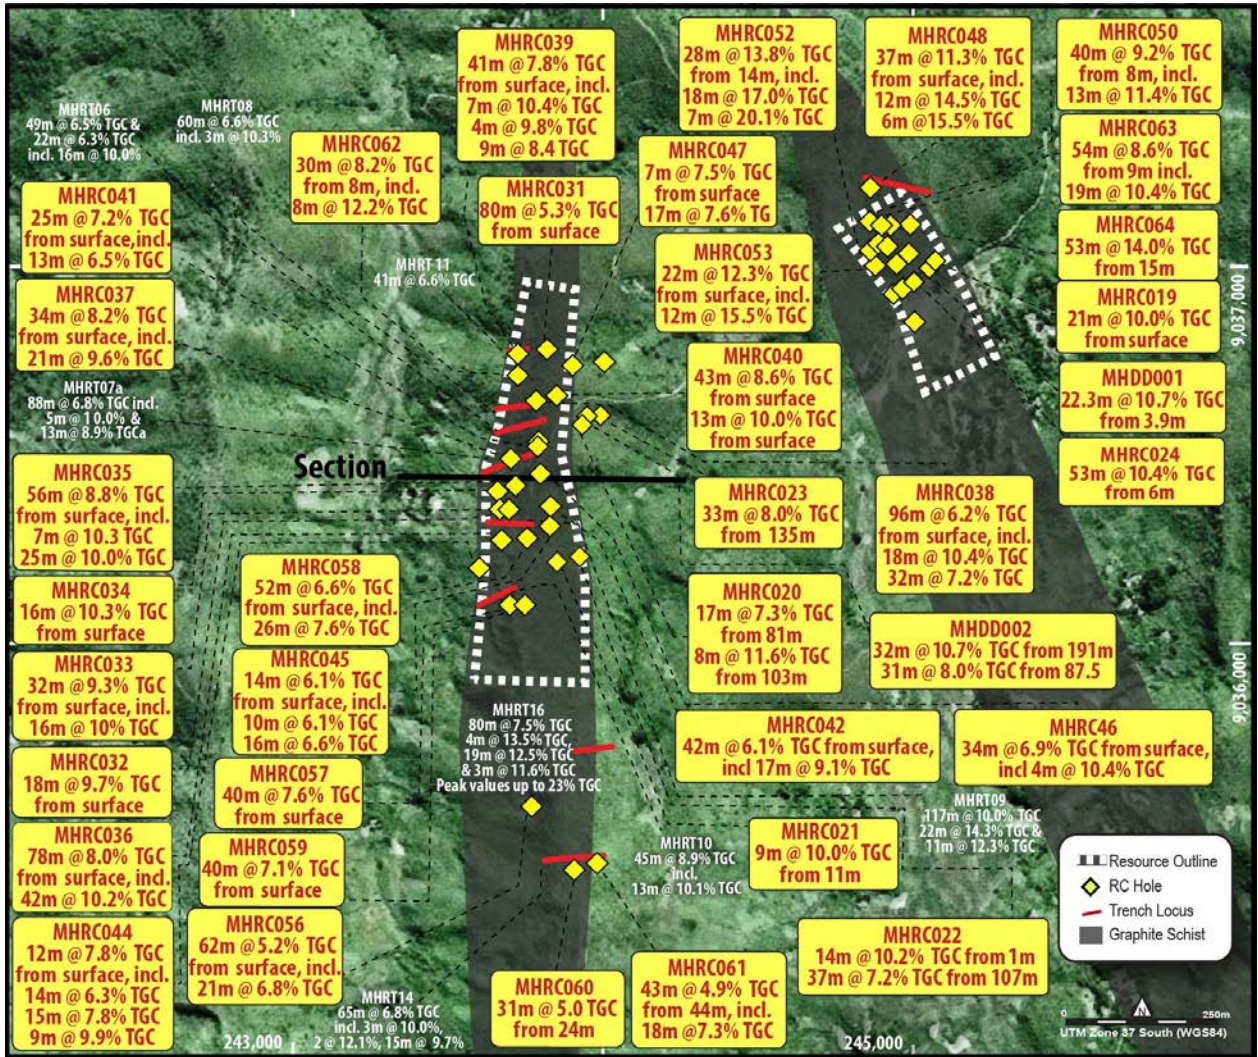 MHRC039
41m @ 7.8% TGC
from surface, incl.
7m @ 10.4% TGC
4m @ 9.8% TGC
9m @ 8.4 TGC
MHRC052
28m @ 13.8% TGC
from 14m, incl.
18m @ 17.0% TGC
7m @ 20.1% TGC
MHRC048
37m @ 11.3% TGC
from surface, incl.
12m @ 14.5% TGC
6m @ 15.5% TGC
MHRC050
40m @ 9.2% TGC
from 8m, incl.
13m @ 11.4% TGC
MHRT06
49m @ 6.5% TGC &
22m @ 6.3% TGC
incl. 16m @ 10.0%
MHRT08
60m @ 6.6% TGC
incl. 3m @ 10.3%
MHRC062
30m @ 8.2% TGC
from 8m, incl.
8m @ 12.2% TGC
MHRC047
7m @ 7.5% TGC
from surface
17m @ 7.6% TG
MHRC063
54m @ 8.6% TGC
from 9m incl.
19m @ 10.4% TGC
MHRC041
25m @ 7.2% TGC
from surface,incl.
13m @ 6.5% TGC
MHRC031
80m @ 5.3% TGC
from surface
MHRC064
53m @ 14.0% TGC
from 15m
MHRT 11
41m @ 6.6% TGC
MHRC053
22m @ 12.3% TGC
from surface, incl.
12m @ 15.5% TGC
MHRC037
34m @ 8.2% TGC
from surface, incl.
21m @ 9.6% TGC
MHRC019
21m @ 10.0% TGC
from surface
9,037,000
MHRT07a
88m @ 6.8% TGC incl.
5m @ 1 0.0% &
13m @ 8.9% TGCa
MHRC040
43m @ 8.6% TGC
from surface
13m @ 10.0% TGC
from surface
MHDD001
22.3m @ 10.7% TGC
from 3.9m
MHRC024
53m @ 10.4% TGC
from 6m
Section
MHRC035
56m @ 8.8% TGC
from surface, incl.
7m @ 10.3 TGC
25m @ 10.0% TGC
MHRC023
33m @ 8.0% TGC
from 135m
MHRC038
96m @ 6.2% TGC
from surface, incl.
18m @ 10.4% TGC
32m @ 7.2% TGC
MHRC058
52m @ 6.6% TGC
from surface, incl.
26m @ 7.6% TGC
MHRC034
16m @ 10.3% TGC
from surface
MHRC020
17m @ 7.3% TGC
from 81m
8m @ 11.6% TGC
from 103m
MHDD002
32m @ 10.7% TGC from 191m
31m @ 8.0% TGC from 87.5
9,036,000
MHRC033
32m @ 9.3% TGC
from surface, incl.
16m @ 10% TGC
MHRC045
14m @ 6.1% TGC
from surface, incl.
10m @ 6.1% TGC
16m @ 6.6% TGC
MHRT16
80m @ 7.5% TGC
4m @ 13.5% TGC,
19m @ 12.5% TGC
& 3m @ 11.6% TGC
Peak values up to 23% TGC
MHRC042
42m @ 6.1% TGC from surface,
incl 17m @ 9.1% TGC
MHRC46
34m @ 6.9% TGC from surface,
incl 4m @ 10.4% TGC
MHRC032
18m @ 9.7% TGC
from surface
MHRC057
40m @ 7.6% TGC
from surface
MHRT09
117m @ 10.0% TGC
22m @ 14.3% TGC &
11m @ 12.3% TGC
MHRC036
78m @ 8.0% TGC
from surface, incl.
42m @ 10.2% TGC
MHRC059
40m @ 7.1% TGC
from surface
MHRT10
45m @ 8.9% TGC
incl.
13m @ 10.1% TGC
MHRC021
9m @ 10.0% TGC
from 11m
Resource Outline
RC Hole
Trench Locus
Graphite Schist
MHRC044
12m @ 7.8% TGC
from surface, incl.
14m @ 6.3% TGC
15m @ 7.8% TGC
9m @ 9.9% TGC
MHRC056
62m @ 5.2% TGC
from surface, incl.
21m @ 6.8% TGC
MHRC022
14m @ 10.2% TGC from 1m
37m @ 7.2% TGC from 107m
MHRT14
65m @ 6.8% TGC
incl. 3m @ 10.0%,
2 @ 12.1%, 15m @ 9.7%
MHRC060
31m @ 5.0 TGC
from 24m
MHRC061
43m @ 4.9% TGC
from 44m, incl.
18m @7.3% TGC
N
0 250m
UTM Zone 37 South (WGS84)
243,000
245,000